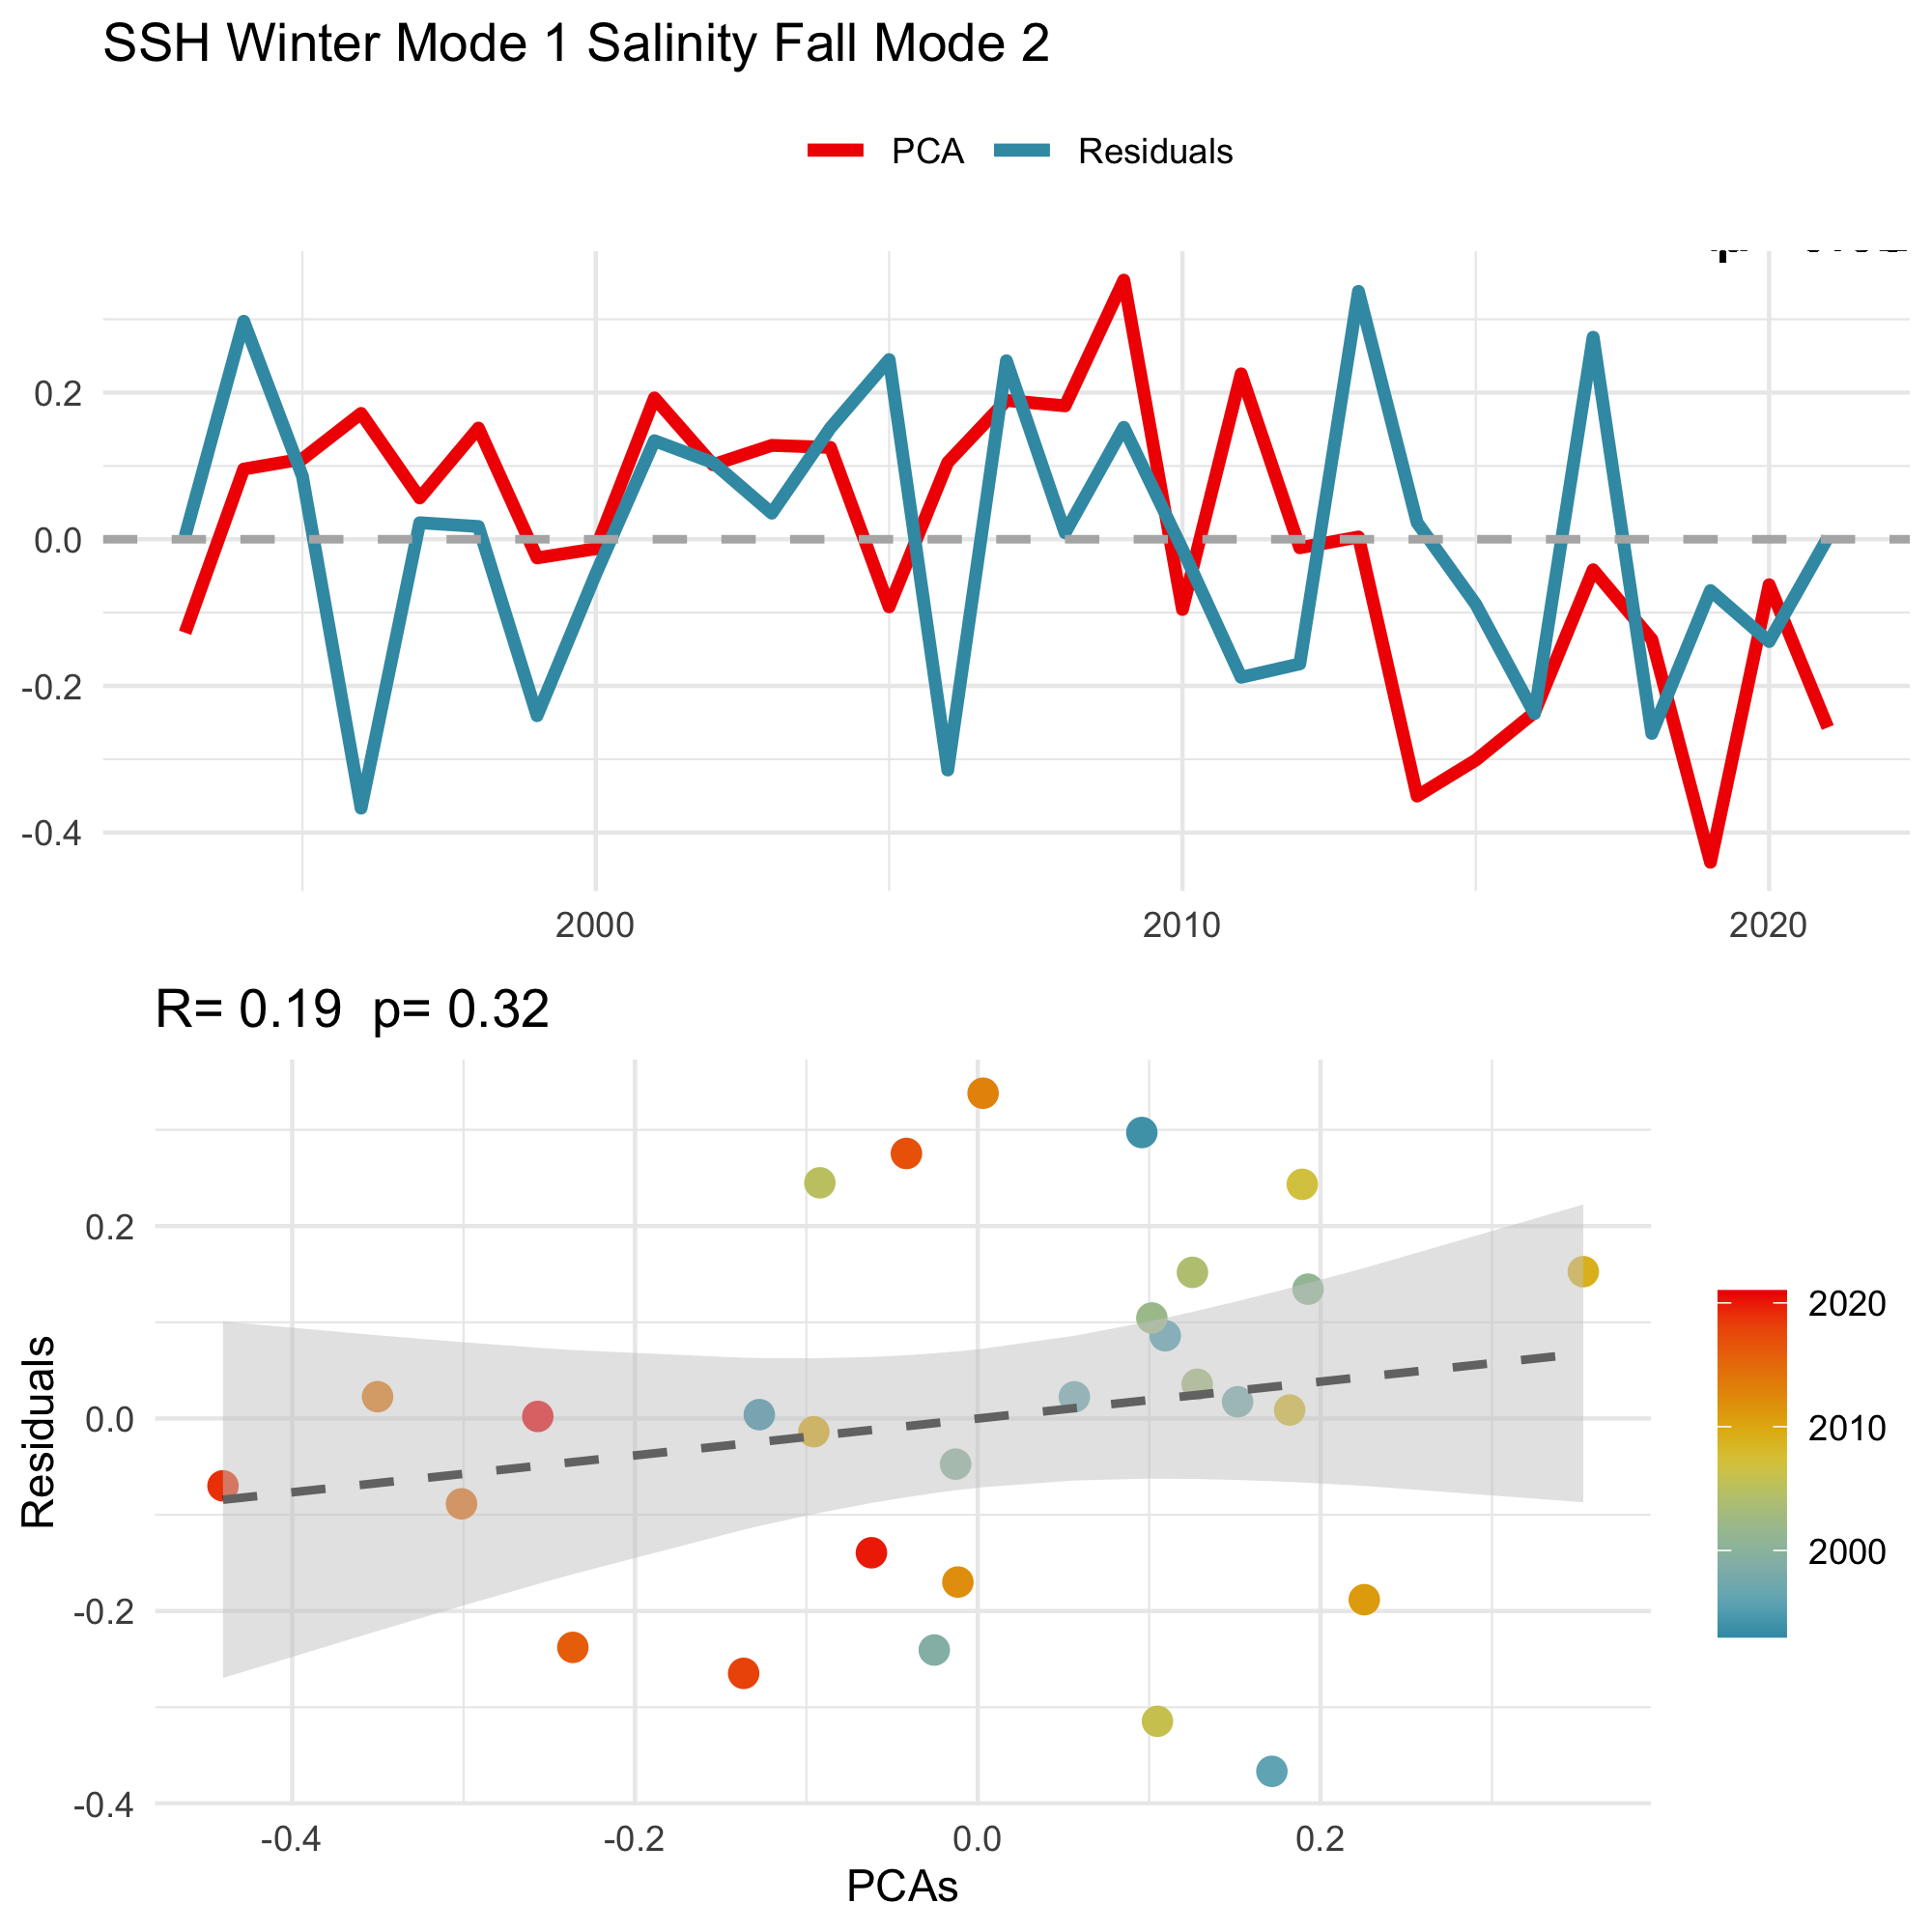 SSH Winter Mode 1 Salinity Fall Mode 2
PCA Residuals
0.2
0.0
-0.2
-0.4
2000 2010 2020
R= 0.19 p= 0.32
Residuals
0.2
0.0
-0.2
-0.4
-0.4 -0.2 0.0 0.2
PCAs
2020
2010
2000